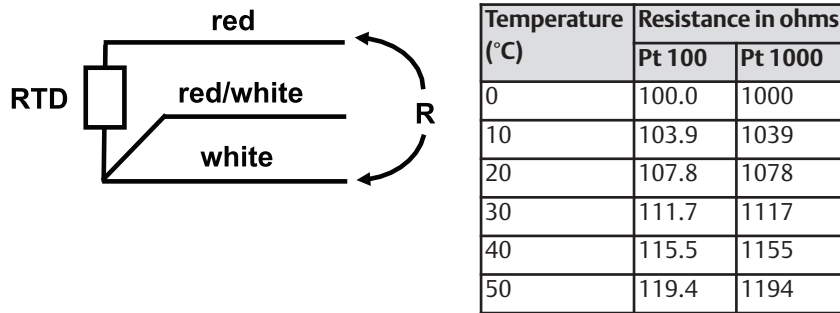 red
RTD
red/white
R
white
Temperature Resistance in ohms
(°C) Pt 100 Pt 1000
0 100.0 1000
10 103.9 1039
20 107.8 1078
30 111.7 1117
40 115.5 1155
50 119.4 1194